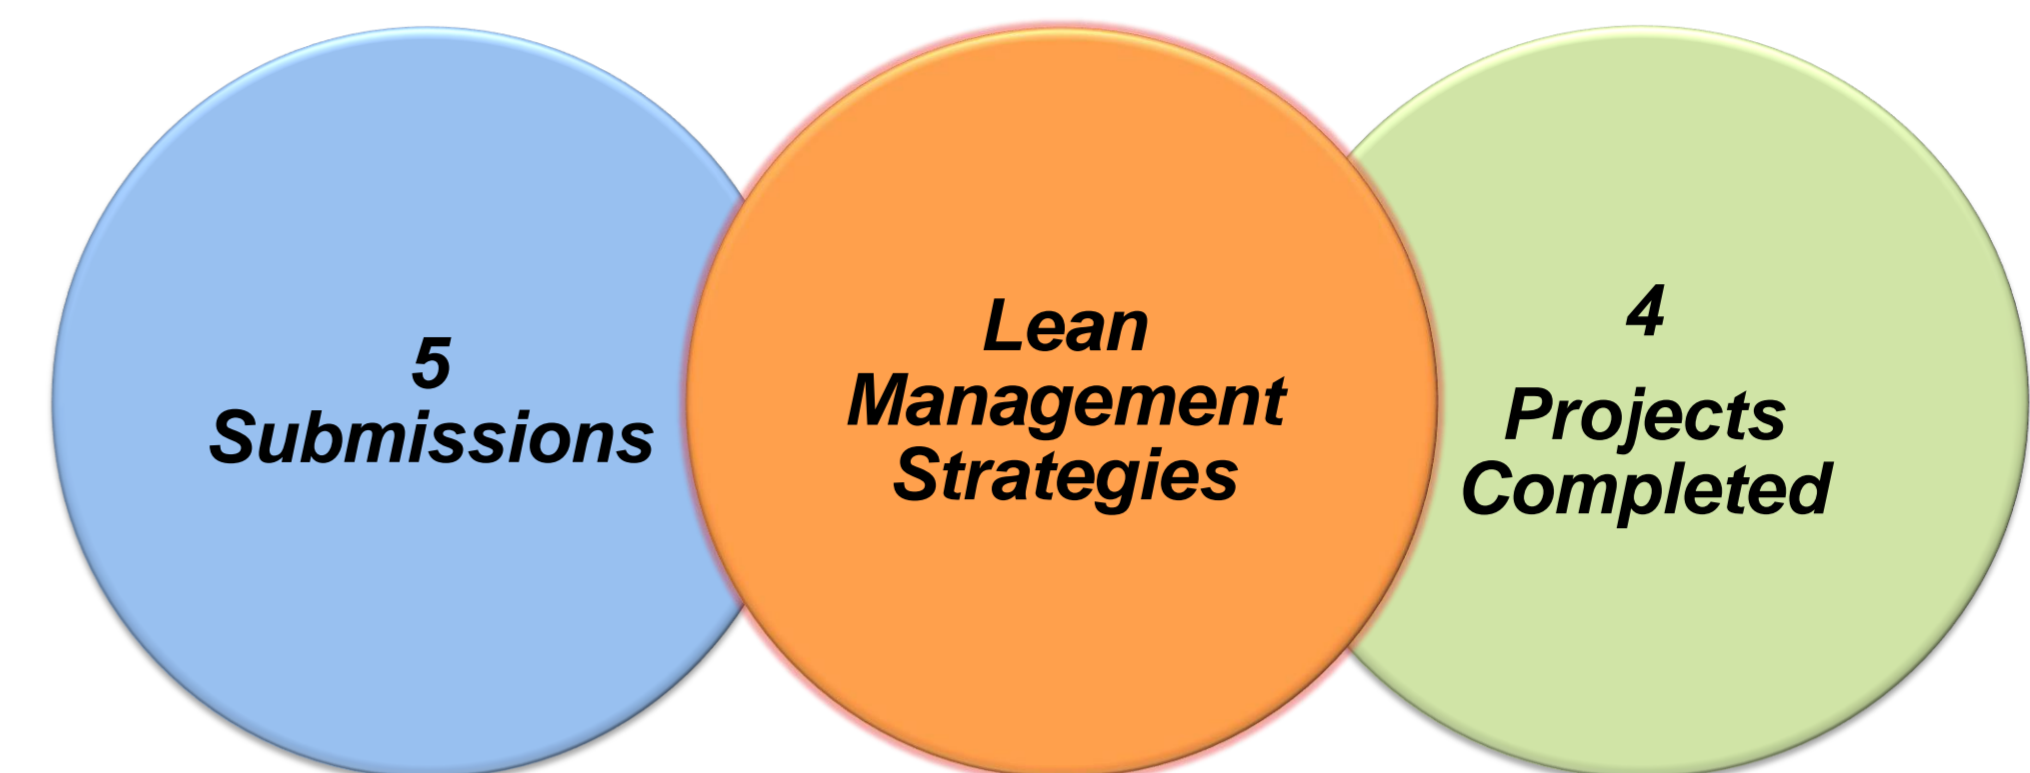 5
Submissions
Lean
Management
Strategies
4
Projects
Completed